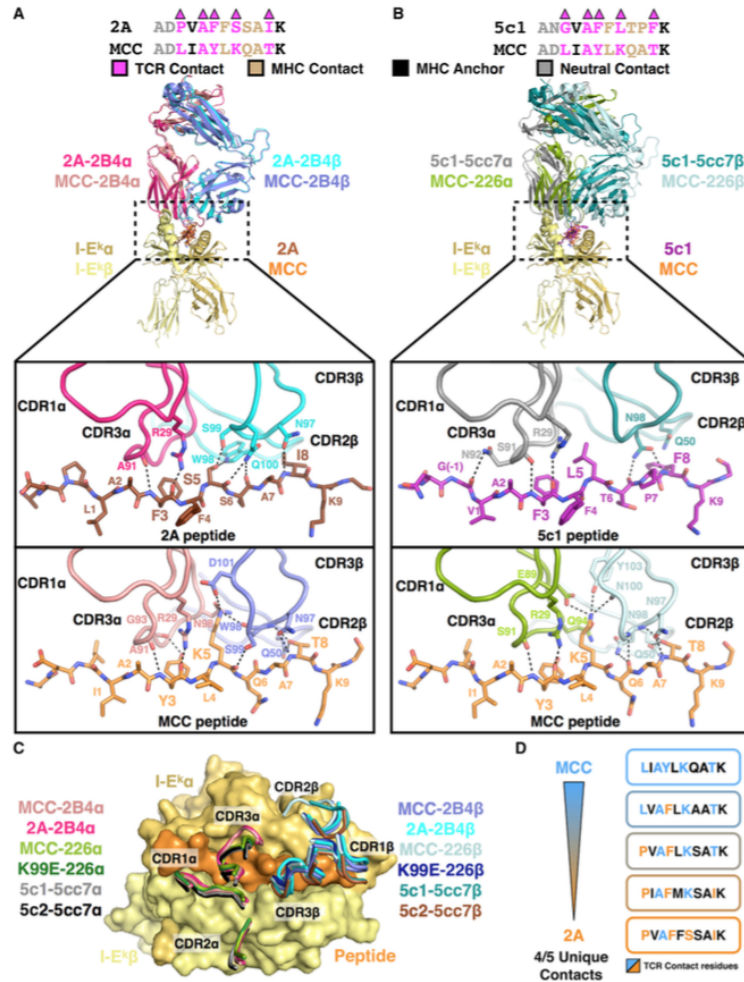 A
2A ADPVAFFSSAIK
MCC ADLIAYLKQATK
B
5c1 ANGVAFFLTPFK
MCC ADLIAYLKQATK
TCR Contact
MHC Contact
MHC Anchor
Neutral Contact
2A-2B4α
MCC-2B4α
2A-2B4β
MCC-2B4β
I-Eᵏα
I-Eᵏβ
2A
MCC
5c1-5cc7α
MCC-226α
5c1-5cc7β
MCC-226β
I-Eᵏα
I-Eᵏβ
5c1
MCC
CDR1α
CDR3α
CDR3β
CDR2β
R29
A91
S99
W98
N97
Q100
L1
A2
F3
F4
S5
S6
A7
I8
K9
2A peptide
CDR1α
CDR3α
CDR3β
CDR2β
N92
S91
R29
N98
Q50
G(-1)
V1
A2
F3
F4
L5
T6
P7
F8
K9
5c1 peptide
CDR1α
CDR3α
CDR3β
CDR2β
D101
G93
R29
A91
W98
S99
N97
Q50
I1
A2
Y3
L4
K5
Q6
A7
T8
K9
MCC peptide
CDR1α
CDR3α
CDR3β
CDR2β
E89
R29
S91
Y103
N100
N98
N97
Q50
I1
A2
Y3
L4
K5
Q6
A7
T8
K9
MCC peptide
C
MCC-2B4α
2A-2B4α
MCC-226α
K99E-226α
5c1-5cc7α
5c2-5cc7α
I-Eᵏα
CDR3α
CDR2β
CDR1α
CDR1β
CDR3β
CDR2α
I-Eᵏβ
Peptide
MCC-2B4β
2A-2B4β
MCC-226β
K99E-226β
5c1-5cc7β
5c2-5cc7β
D
MCC
2A
4/5 Unique
Contacts
LIAYLKQATK
LVAFLKAATK
PVAFLKSATK
PIAFMKSAIK
PVAFFSSAIK
TCR Contact residues